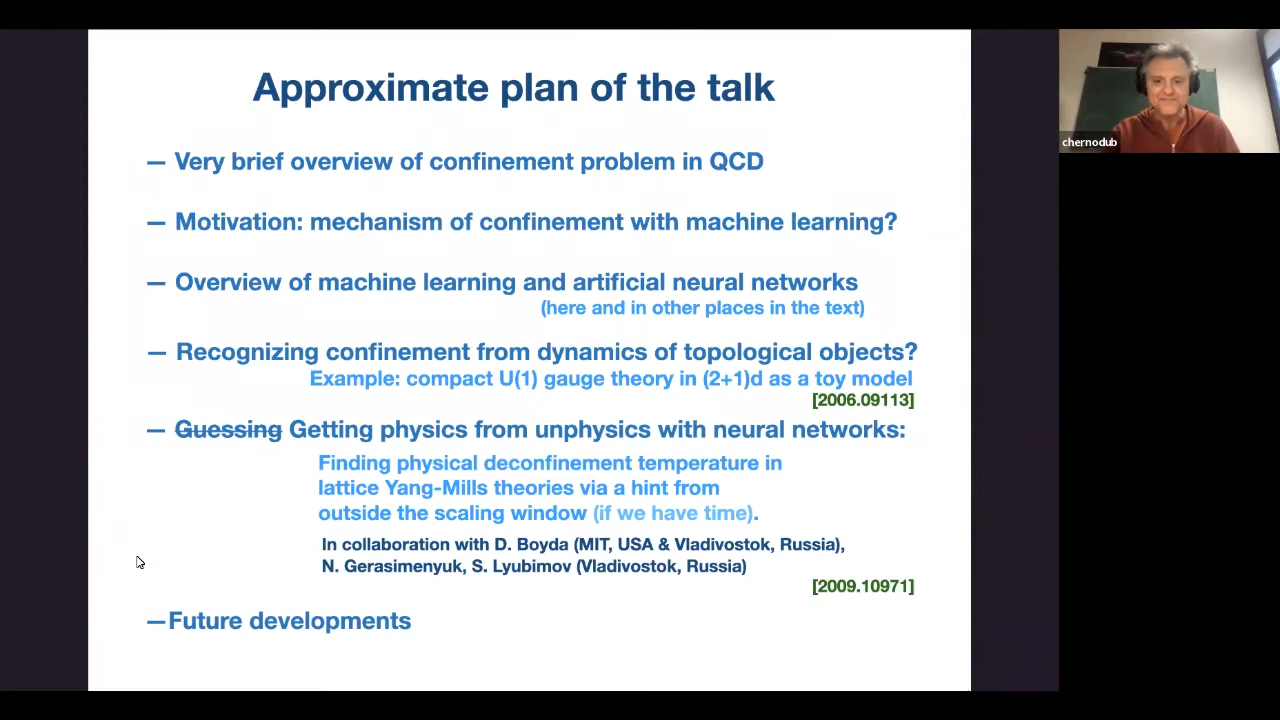 Approximate plan of the talk
— Very brief overview of confinement problem in QCD
— Motivation: mechanism of confinement with machine learning?
— Overview of machine learning and artificial neural networks
(here and in other places in the text)
— Recognizing confinement from dynamics of topological objects?
Example: compact U(1) gauge theory in (2+1)d as a toy model
[2006.09113]
— Guessing Getting physics from unphysics with neural networks:
Finding physical deconfinement temperature in
lattice Yang-Mills theories via a hint from
outside the scaling window (if we have time).
In collaboration with D. Boyda (MIT, USA & Vladivostok, Russia),
N. Gerasimenyuk, S. Lyubimov (Vladivostok, Russia)
[2009.10971]
—Future developments
chernodub